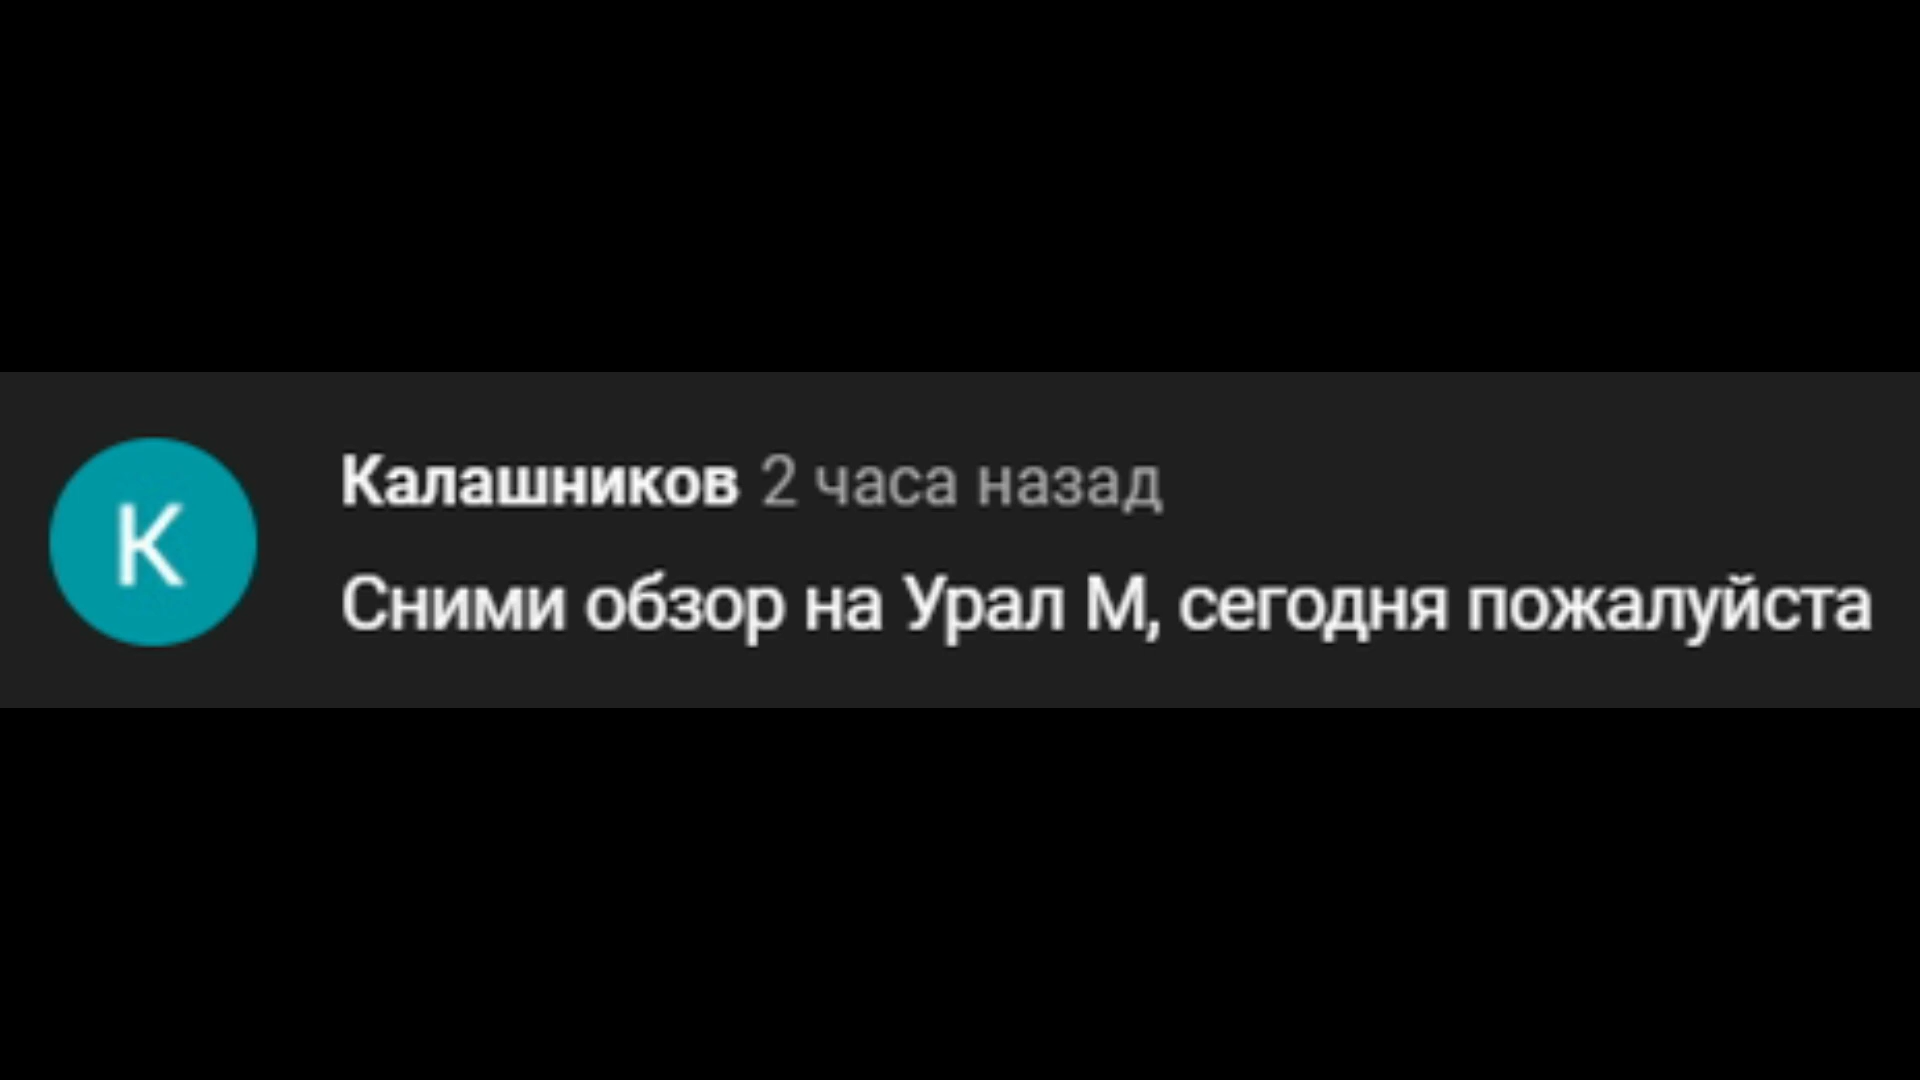 К
Калашников 2 часа назад
Сними обзор на Урал М, сегодня пожалуйста